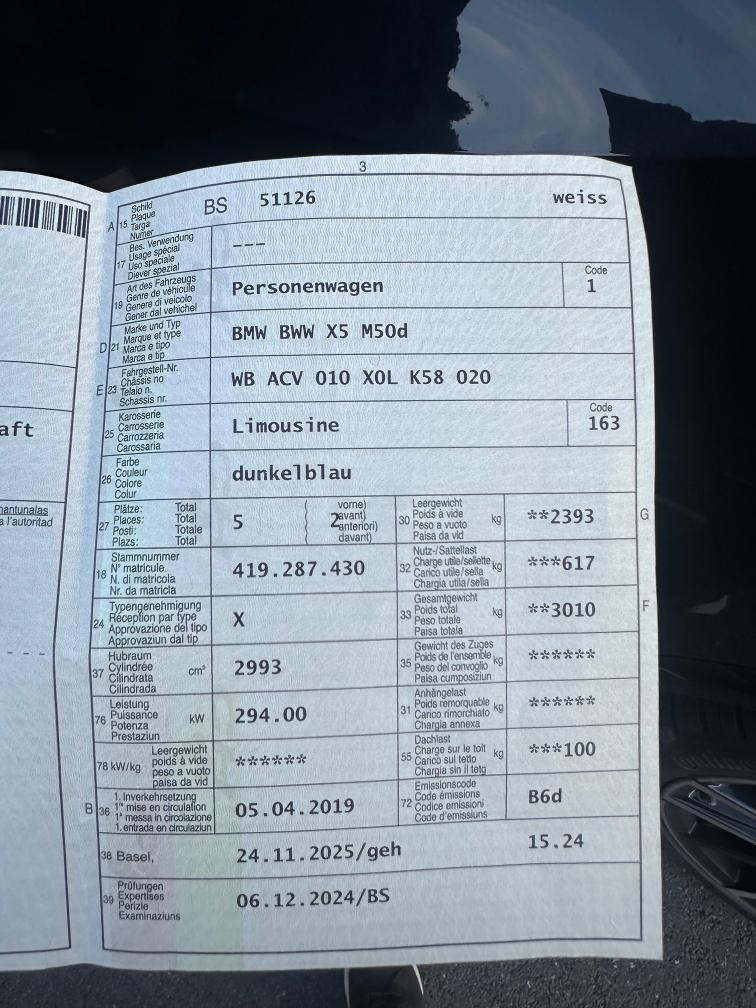 3
A 15 Schild
Plaque
Targa
Numer
BS 51126 weiss
17 Bes. Verwendung
Usage spécial
Uso speciale
Diever spezial
---
19 Art des Fahrzeugs
Genre de véhicule
Genere di veicolo
Gener dal vehichel
Personenwagen
Code
1
D 21 Marke und Typ
Marque et type
Marca e tipo
Marca e tip
BMW BWW X5 M50d
E 23 Fahrgestell-Nr.
Châssis no
Telaio n.
Schassis nr.
WB ACV 010 X0L K58 020
25 Karosserie
Carrosserie
Carrozzeria
Carossaria
Limousine
Code
163
aft
26 Farbe
Couleur
Colore
Colur
dunkelblau
mantunalas
a l'autoritad
27 Plätze: Total
Places: Total
Posti: Totale
Plazs: Total
5
( vorne)
2 avant)
anteriori)
( davant)
30 Leergewicht
Poids à vide kg
Peso a vuoto
Paisa da vid
**2393
G
18 Stammnummer
N° matricule
N. di matricola
Nr. da matricla
419.287.430
32 Nutz-/Sattellast
Charge utile/sellette kg
Carico utile/sella
Chargia utila/sella
***617
24 Typengenehmigung
Réception par type
Approvazione del tipo
Approvaziun dal tip
X
33 Gesamtgewicht
Poids total kg
Peso totale
Paisa totala
**3010
F
37 Hubraum
Cylindrée cm³
Cilindrata
Cilindrada
2993
35 Gewicht des Zuges
Poids de l'ensemble kg
Peso del convoglio
Paisa cumposiziun
******
76 Leistung
Puissance kW
Potenza
Prestaziun
294.00
31 Anhängelast
Poids remorquable kg
Carico rimorchiato
Chargia annexa
******
78 kW/kg Leergewicht
poids à vide
peso a vuoto
paisa da vid
******
55 Dachlast
Charge sur le toit kg
Carico sul tetto
Chargia sin il tetg
***100
B 36 1. Inverkehrsetzung
1re mise en circulation
1a messa in circolazione
1. entrada en circulaziun
05.04.2019
72 Emissionscode
Code émissions
Codice emissioni
Code d'emissiuns
B6d
38 Basel, 24.11.2025/geh 15.24
39 Prüfungen
Expertises
Perizie
Examinaziuns
06.12.2024/BS